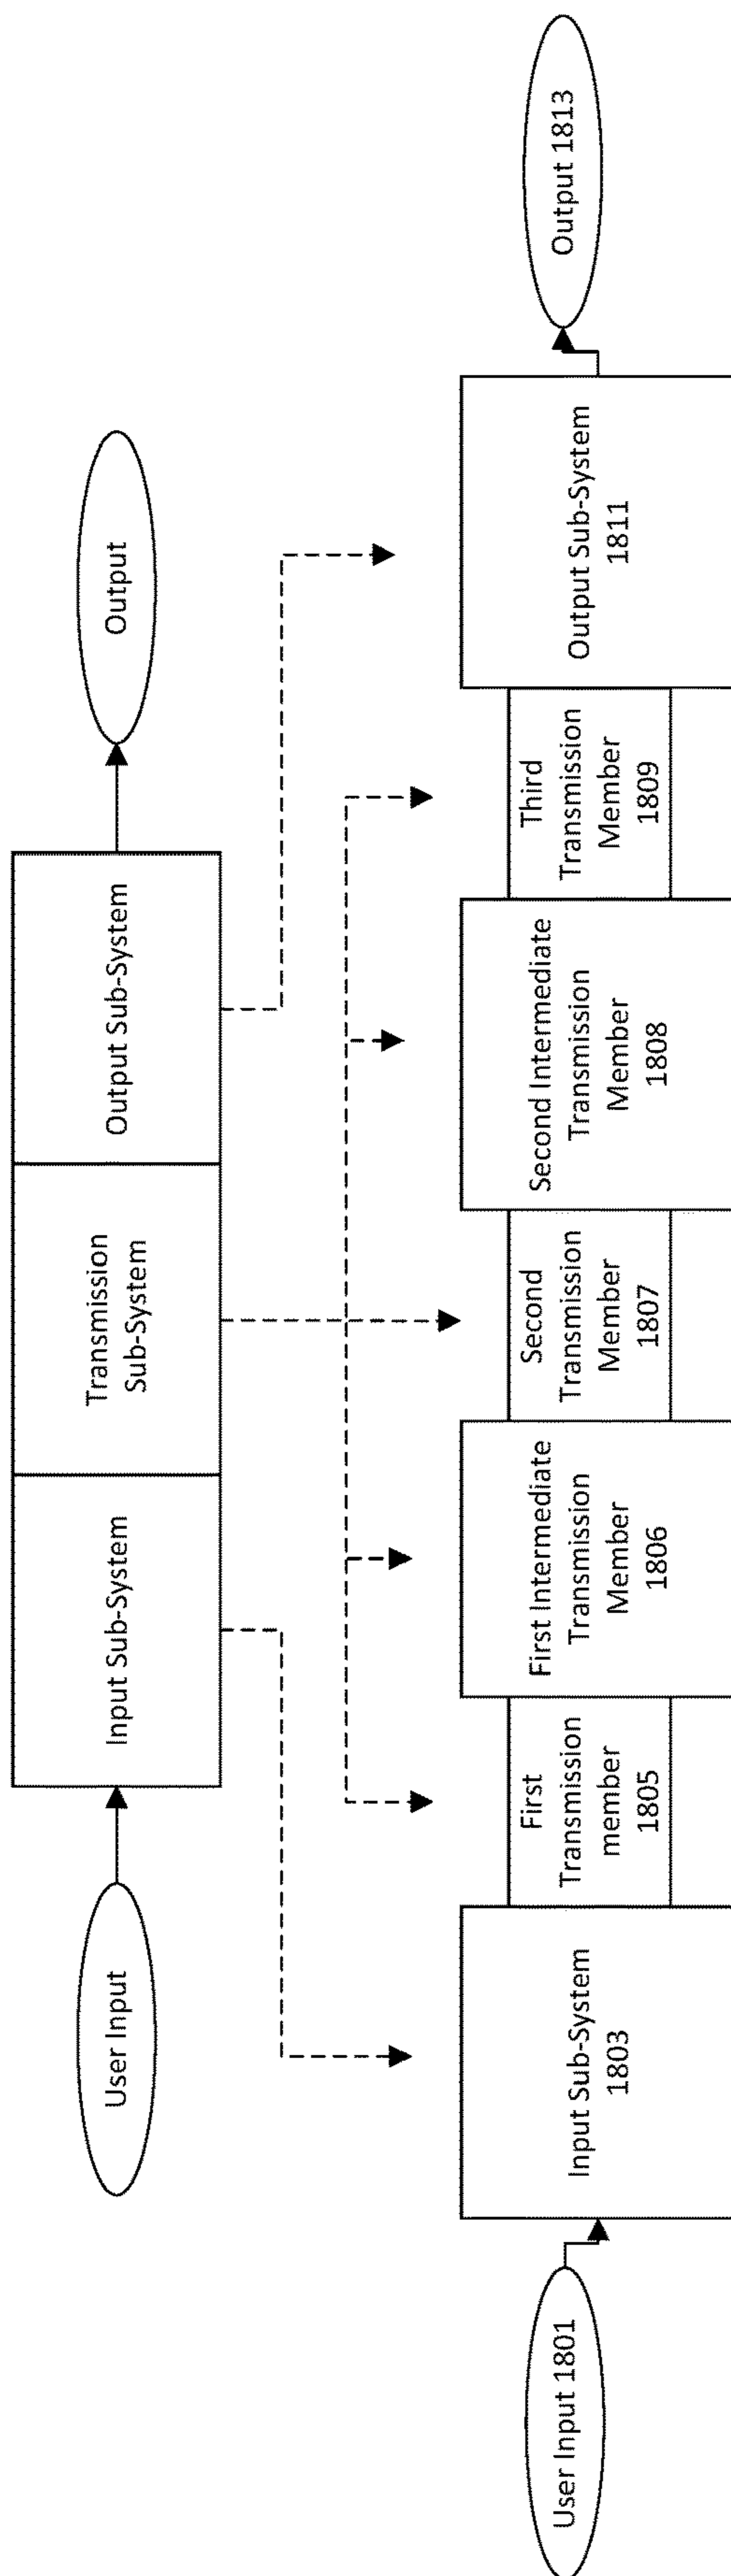 User Input
Input Sub-System
Transmission
Sub-System
Output Sub-System
Output
User Input 1801
Input Sub-System
1803
First
Transmission
member
1805
First Intermediate
Transmission
Member
1806
Second
Transmission
Member
1807
Second Intermediate
Transmission
Member
1808
Third
Transmission
Member
1809
Output Sub-System
1811
Output 1813